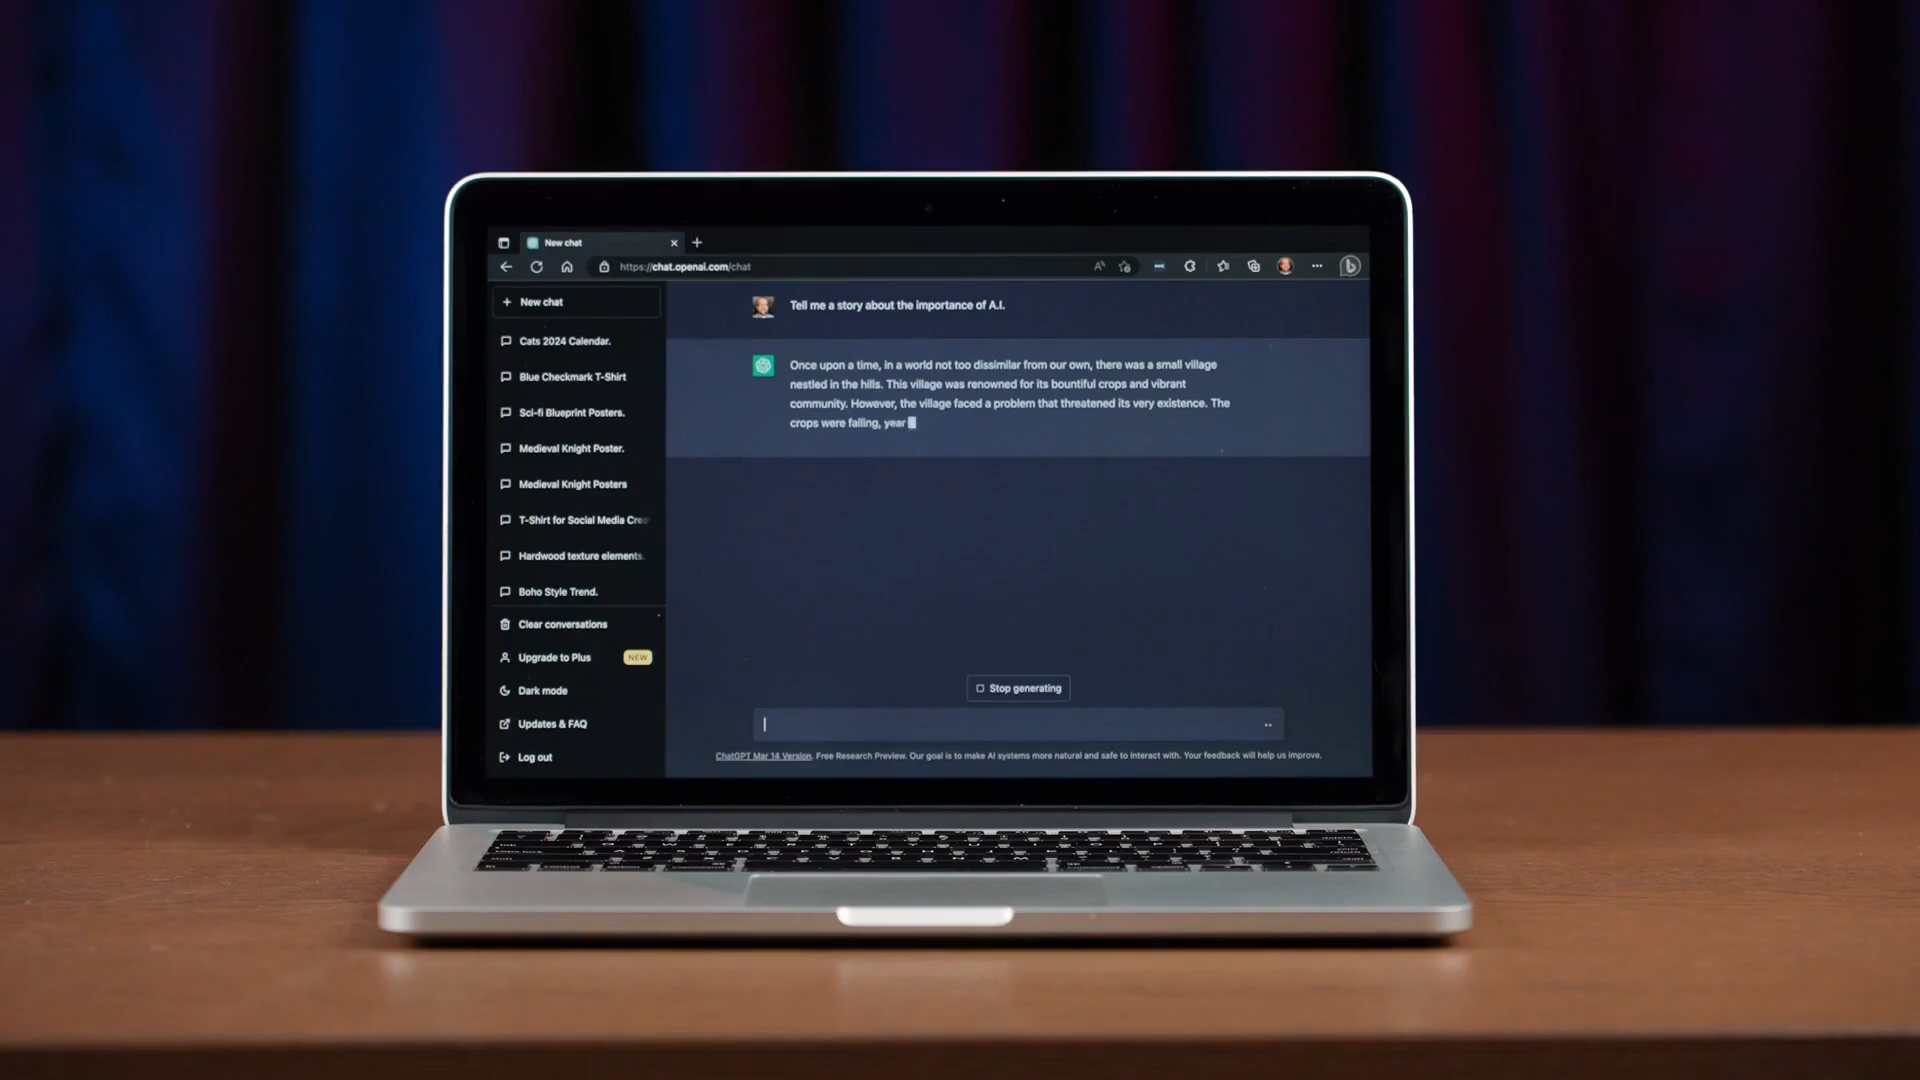 New chat
https://chat.openai.com/chat
New chat
Cats 2024 Calendar.
Blue Checkmark T-Shirt
Sci-fi Blueprint Posters.
Medieval Knight Poster.
Medieval Knight Posters
T-Shirt for Social Media Crea
Hardwood texture elements.
Boho Style Trend.
Clear conversations
Upgrade to Plus NEW
Dark mode
Updates & FAQ
Log out
Tell me a story about the importance of A.I.
Once upon a time, in a world not too dissimilar from our own, there was a small village
nestled in the hills. This village was renowned for its bountiful crops and vibrant
community. However, the village faced a problem that threatened its very existence. The
crops were failing, year
Stop generating
ChatGPT Mar 14 Version. Free Research Preview. Our goal is to make AI systems more natural and safe to interact with. Your feedback will help us improve.